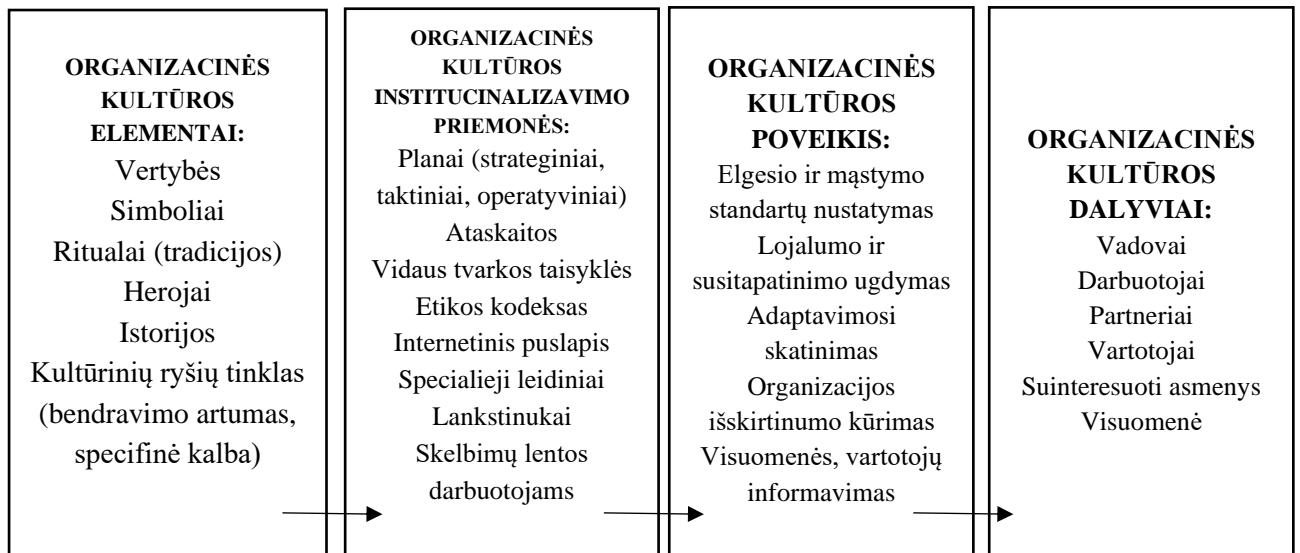 ORGANIZACINĖS
KULTŪROS
ELEMENTAI:
Vertybės
Simboliai
Ritualai (tradicijos)
Herojai
Istorijos
Kultūrinių ryšių tinklas
(bendravimo artumas,
specifinė kalba)
ORGANIZACINĖS
KULTŪROS
INSTITUCINALIZAVIMO
PRIEMONĖS:
Planai (strateginiai,
taktiniai, operatyviniai)
Ataskaitos
Vidaus tvarkos taisyklės
Etikos kodeksas
Internetinis puslapis
Specialieji leidiniai
Lankstinukai
Skelbimų lentos
darbuotojams
ORGANIZACINĖS
KULTŪROS
POVEIKIS:
Elgesio ir mąstymo
standartų nustatymas
Lojalumo ir
susitapatinimo ugdymas
Adaptavimosi
skatinimas
Organizacijos
išskirtinumo kūrimas
Visuomenės, vartotojų
informavimas
ORGANIZACINĖS
KULTŪROS
DALYVIAI:
Vadovai
Darbuotojai
Partneriai
Vartotojai
Suinteresuoti asmenys
Visuomenė